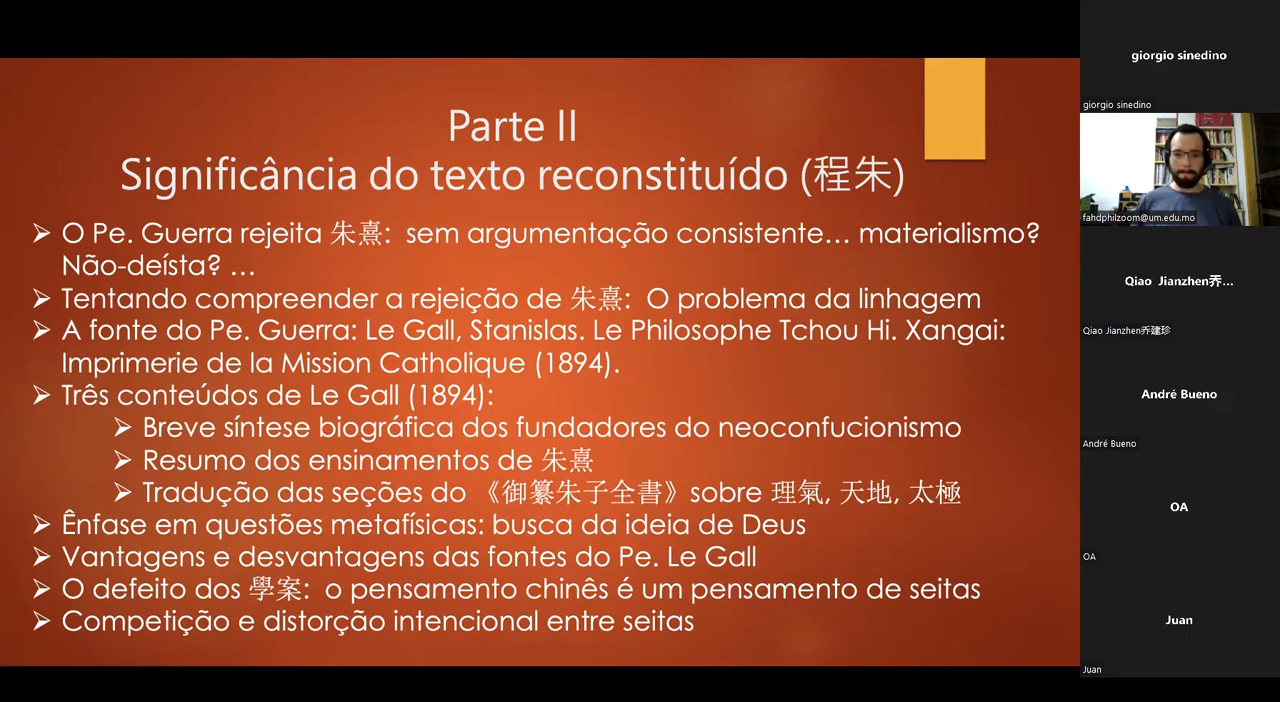 Parte II
Significância do texto reconstituído (程朱)
➢ O Pe. Guerra rejeita 朱熹: sem argumentação consistente… materialismo?
Não-deísta? …
➢ Tentando compreender a rejeição de 朱熹: O problema da linhagem
➢ A fonte do Pe. Guerra: Le Gall, Stanislas. Le Philosophe Tchou Hi. Xangai:
Imprimerie de la Mission Catholique (1894).
➢ Três conteúdos de Le Gall (1894):
➢ Breve síntese biográfica dos fundadores do neoconfucionismo
➢ Resumo dos ensinamentos de 朱熹
➢ Tradução das seções do 《御纂朱子全書》sobre 理氣, 天地, 太極
➢ Ênfase em questões metafísicas: busca da ideia de Deus
➢ Vantagens e desvantagens das fontes do Pe. Le Gall
➢ O defeito dos 學案: o pensamento chinês é um pensamento de seitas
➢ Competição e distorção intencional entre seitas
giorgio sinedino
giorgio sinedino
fahdphilzoom@um.edu.mo
Qiao Jianzhen乔...
Qiao Jianzhen乔建珍
André Bueno
André Bueno
OA
OA
Juan
Juan